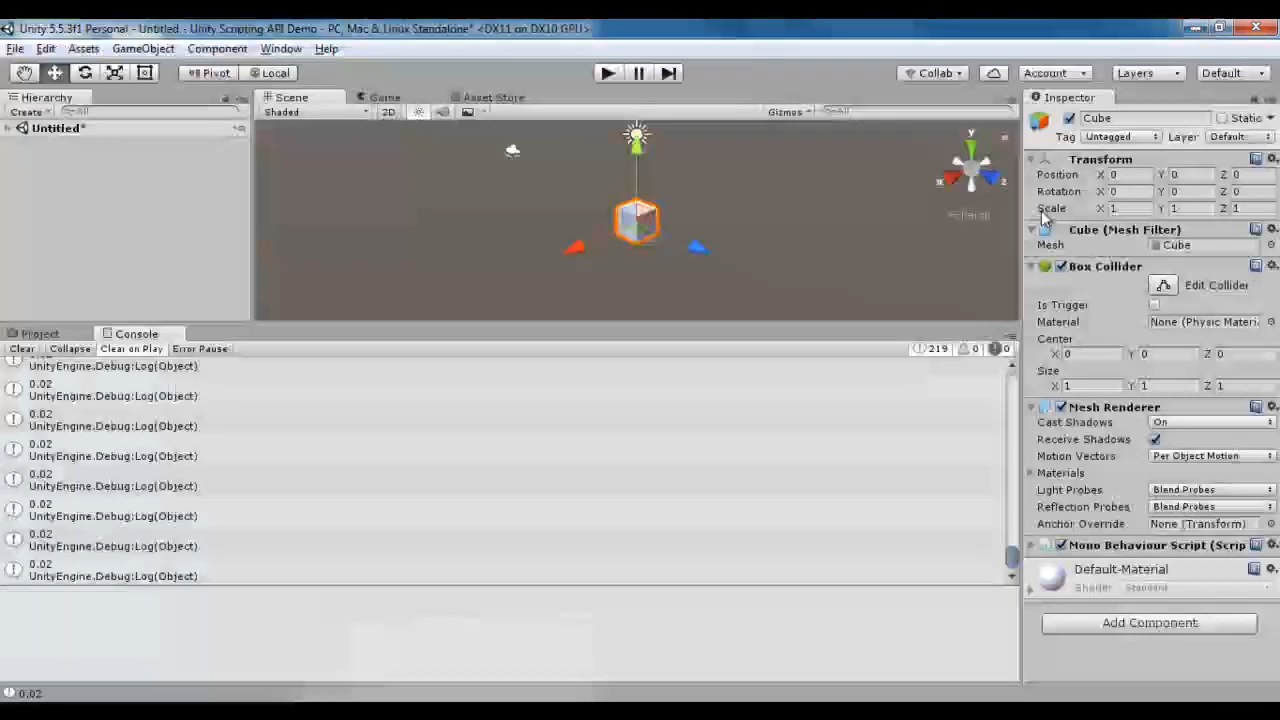 Unity 5.5.3f1 Personal - Untitled - Unity Scripting API Demo - PC, Mac & Linux Standalone* <DX11 on DX10 GPU>
File Edit Assets GameObject Component Window Help
Pivot Local Collab Account Layers Default
Hierarchy Scene Game Asset Store Inspector
Create All Shaded 2D Gizmos All
Cube Static
Untitled*
Tag Untagged Layer Default
y
x z
Persp
Transform
Position X 0 Y 0 Z 0
Rotation X 0 Y 0 Z 0
Scale X 1 Y 1 Z 1
Cube (Mesh Filter)
Mesh Cube
Box Collider
Edit Collider
Is Trigger
Material None (Physic Materi
Center
X 0 Y 0 Z 0
Size
X 1 Y 1 Z 1
Mesh Renderer
Cast Shadows On
Receive Shadows
Motion Vectors Per Object Motion
Materials
Light Probes Blend Probes
Reflection Probes Blend Probes
Anchor Override None (Transform)
Mono Behaviour Script (Scrip
Default-Material
Shader Standard
Add Component
Project Console
Clear Collapse Clear on Play Error Pause 219 0 0
UnityEngine.Debug:Log(Object)
0.02
UnityEngine.Debug:Log(Object)
0.02
UnityEngine.Debug:Log(Object)
0.02
UnityEngine.Debug:Log(Object)
0.02
UnityEngine.Debug:Log(Object)
0.02
UnityEngine.Debug:Log(Object)
0.02
UnityEngine.Debug:Log(Object)
0.02
UnityEngine.Debug:Log(Object)
0.02